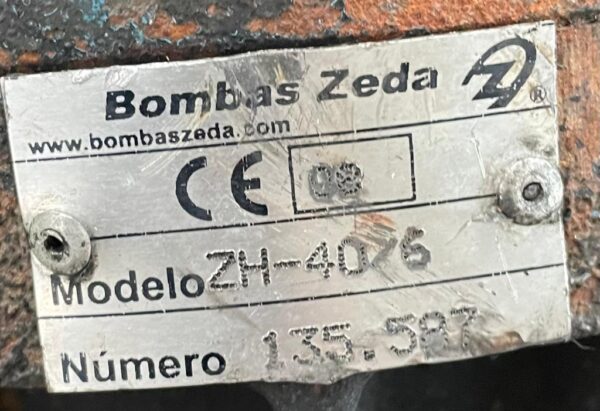 Bombas Zeda ®
www.bombaszeda.com
CE 08
Modelo ZH-40/6
Número 135.587